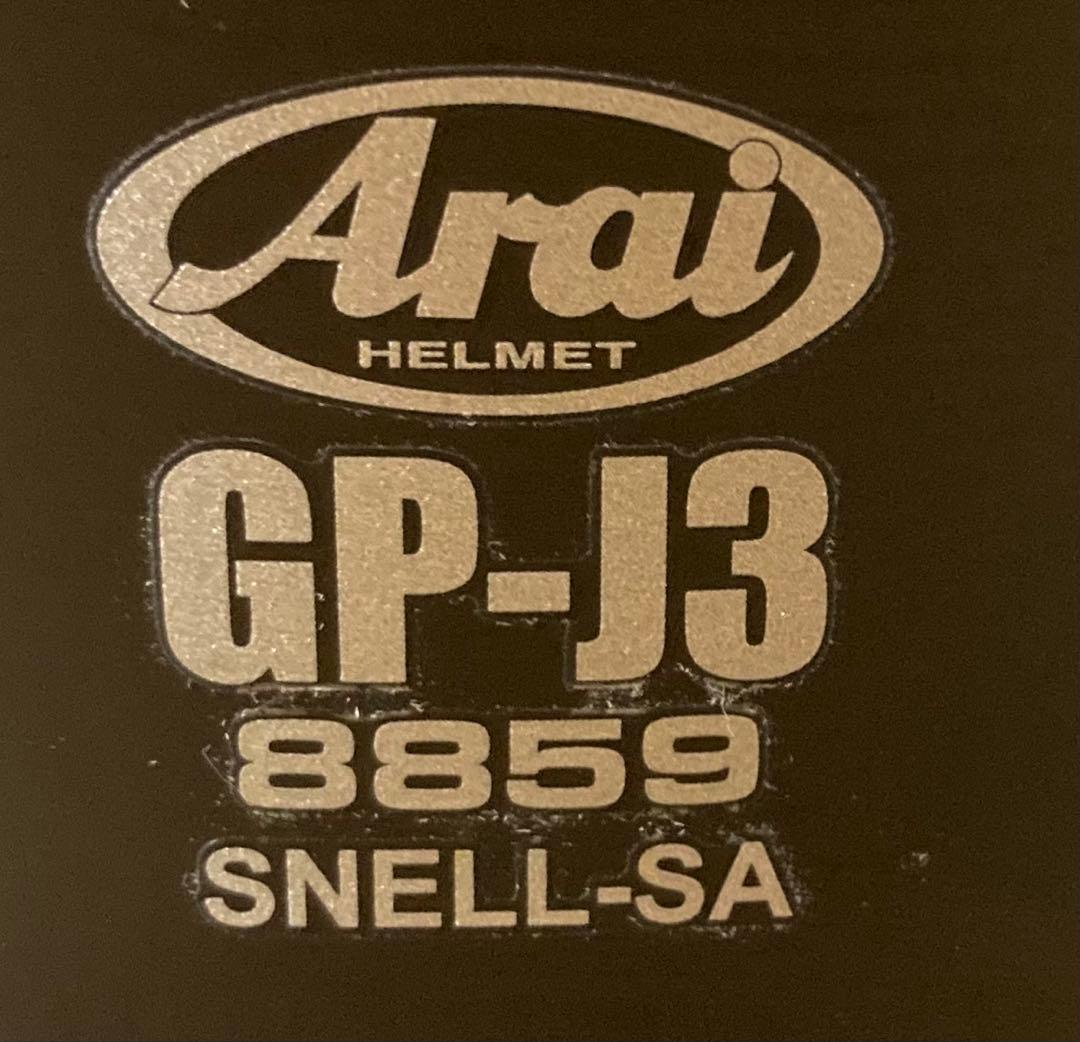 Arai
HELMET
GP-J3
8859
SNELL-SA